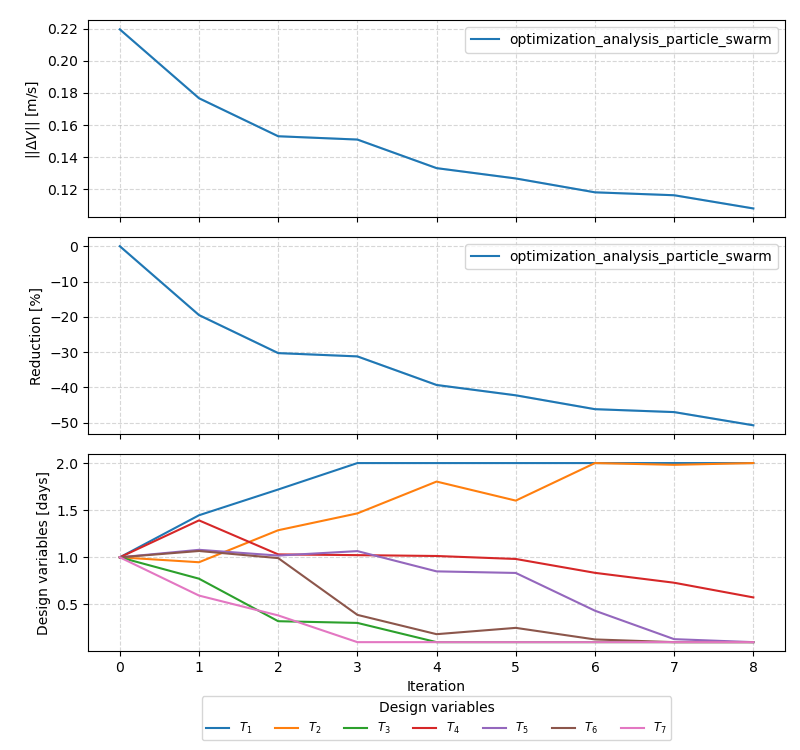 0.22
0.20
0.18
0.16
0.14
0.12
||ΔV|| [m/s]
optimization_analysis_particle_swarm
0
−10
−20
−30
−40
−50
Reduction [%]
optimization_analysis_particle_swarm
2.0
1.5
1.0
0.5
Design variables [days]
0 1 2 3 4 5 6 7 8
Iteration
Design variables
T₁ T₂ T₃ T₄ T₅ T₆ T₇